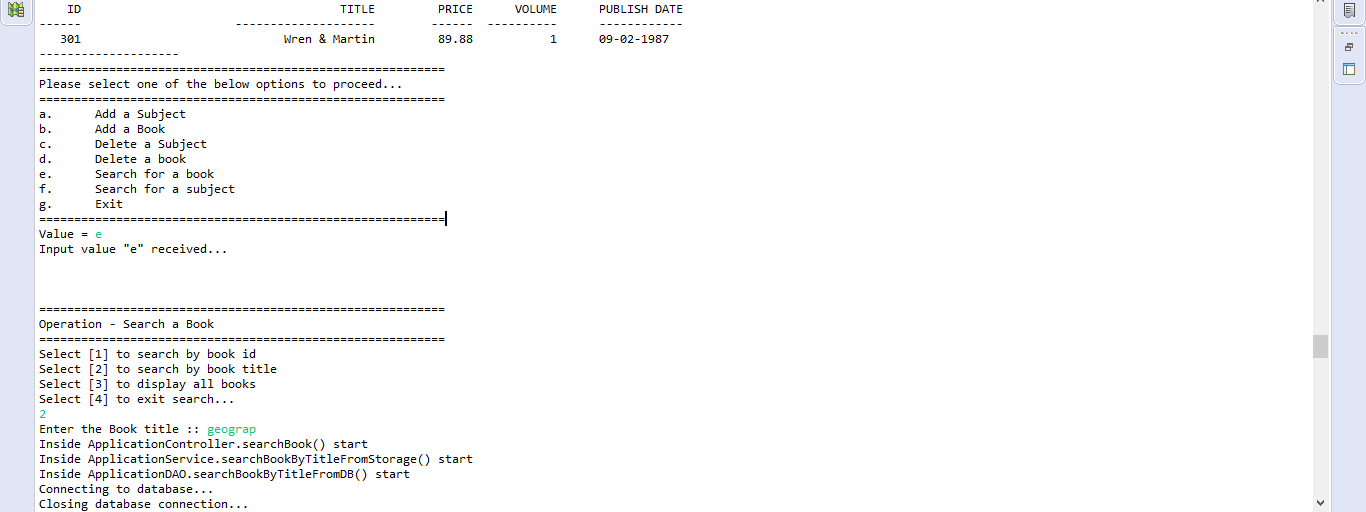 ID TITLE PRICE VOLUME PUBLISH DATE
------ -------------------- ------ ---------- ------------
301 Wren & Martin 89.88 1 09-02-1987
--------------------
==========================================================
Please select one of the below options to proceed...
==========================================================
a. Add a Subject
b. Add a Book
c. Delete a Subject
d. Delete a book
e. Search for a book
f. Search for a subject
g. Exit
==========================================================
Value = e
Input value "e" received...
==========================================================
Operation - Search a Book
==========================================================
Select [1] to search by book id
Select [2] to search by book title
Select [3] to display all books
Select [4] to exit search...
2
Enter the Book title :: geograp
Inside ApplicationController.searchBook() start
Inside ApplicationService.searchBookByTitleFromStorage() start
Inside ApplicationDAO.searchBookByTitleFromDB() start
Connecting to database...
Closing database connection...